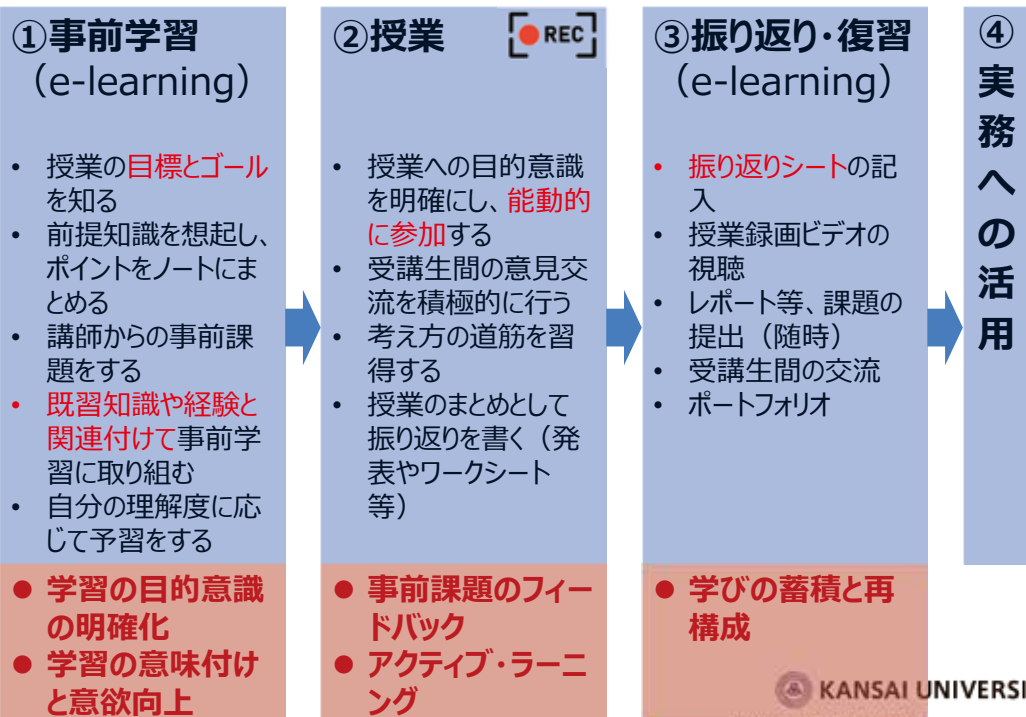 ①事前学習
（e-learning）
• 授業の目標とゴール
を知る
• 前提知識を想起し、
ポイントをノートにま
とめる
• 講師からの事前課
題をする
• 既習知識や経験と
関連付けて事前学
習に取り組む
• 自分の理解度に応
じて予習をする
● 学習の目的意識
の明確化
● 学習の意味付け
と意欲向上
②授業
REC
• 授業への目的意識
を明確にし、能動的
に参加する
• 受講生間の意見交
流を積極的に行う
• 考え方の道筋を習
得する
• 授業のまとめとして
振り返りを書く（発
表やワークシート
等）
● 事前課題のフィー
ドバック
● アクティブ・ラーニ
ング
③振り返り・復習
（e-learning）
• 振り返りシートの記
入
• 授業録画ビデオの
視聴
• レポート等、課題の
提出（随時）
• 受講生間の交流
• ポートフォリオ
● 学びの蓄積と再
構成
④
実
務
へ
の
活
用
KANSAI UNIVERSI